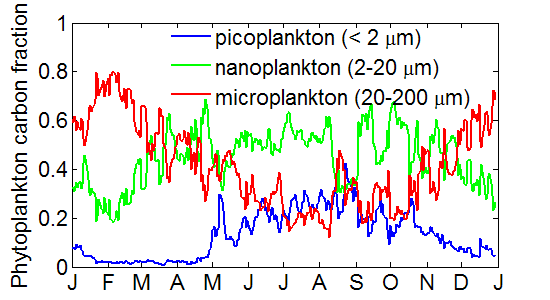 Phytoplankton carbon fraction
1
0.8
0.6
0.4
0.2
0
picoplankton (< 2 μm)
nanoplankton (2-20 μm)
microplankton (20-200 μm)
J F M A M J J A S O N D J